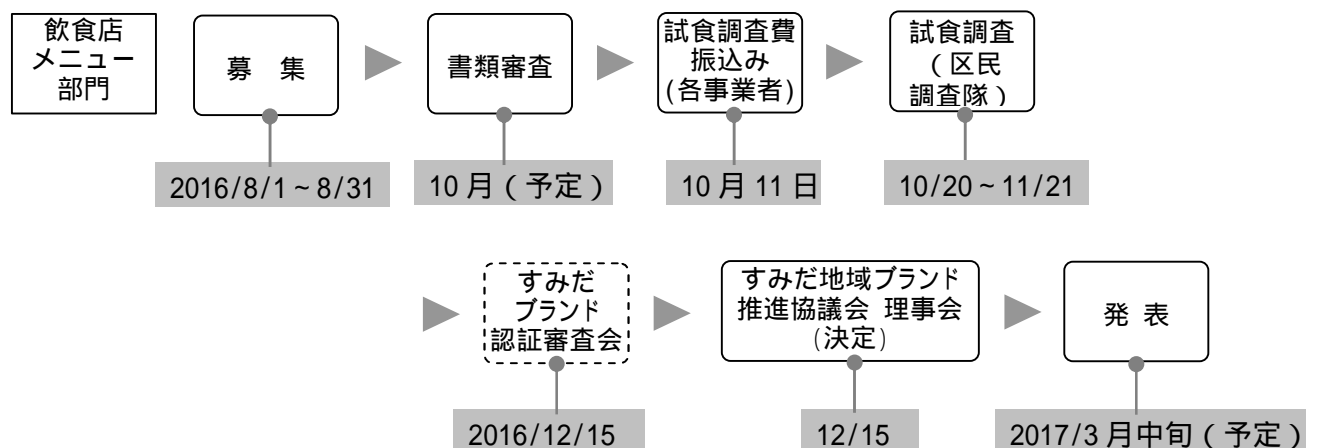 飲食店
メニュー
部門
募 集
書類審査
試食調査費
振込み
(各事業者)
試食調査
(区民
調査隊)
2016/8/1~8/31
10月(予定)
10月11日
10/20~11/21
すみだ
ブランド
認証審査会
すみだ地域ブランド
推進協議会 理事会
(決定)
発 表
2016/12/15
12/15
2017/3月中旬(予定)